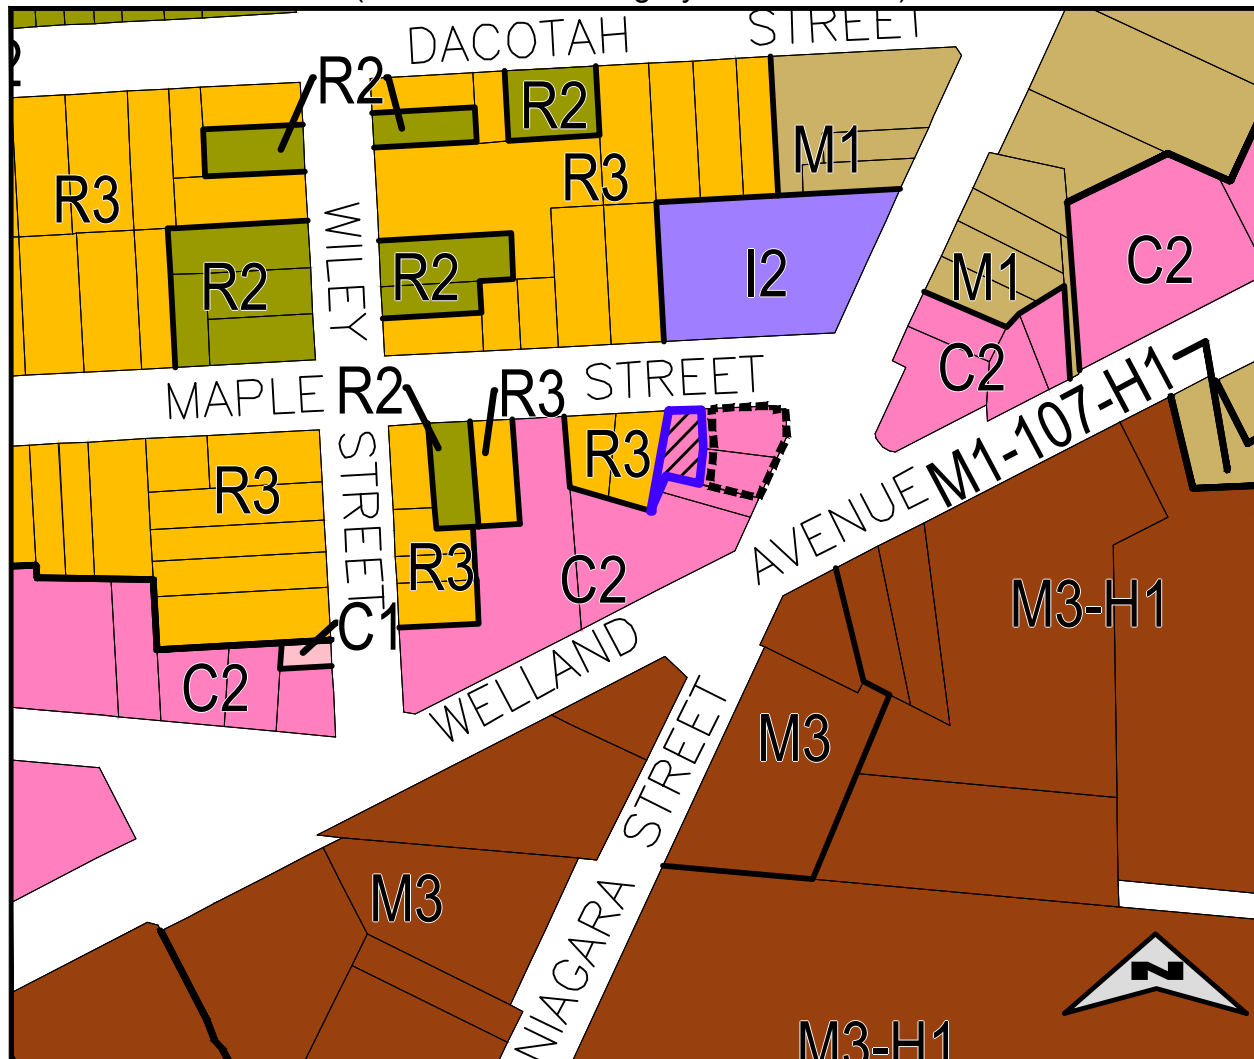 DACOTAH STREET
R2
R2
M1
R3
R3
WILEY STREET
R2
R2
I2
M1
C2
C2
MAPLE STREET
R2
R3
M1-107-H1
R3
R3
R3
C2
C1
C2
WELLAND AVENUE
M3-H1
M3
NIAGARA STREET
M3
M3-H1
N